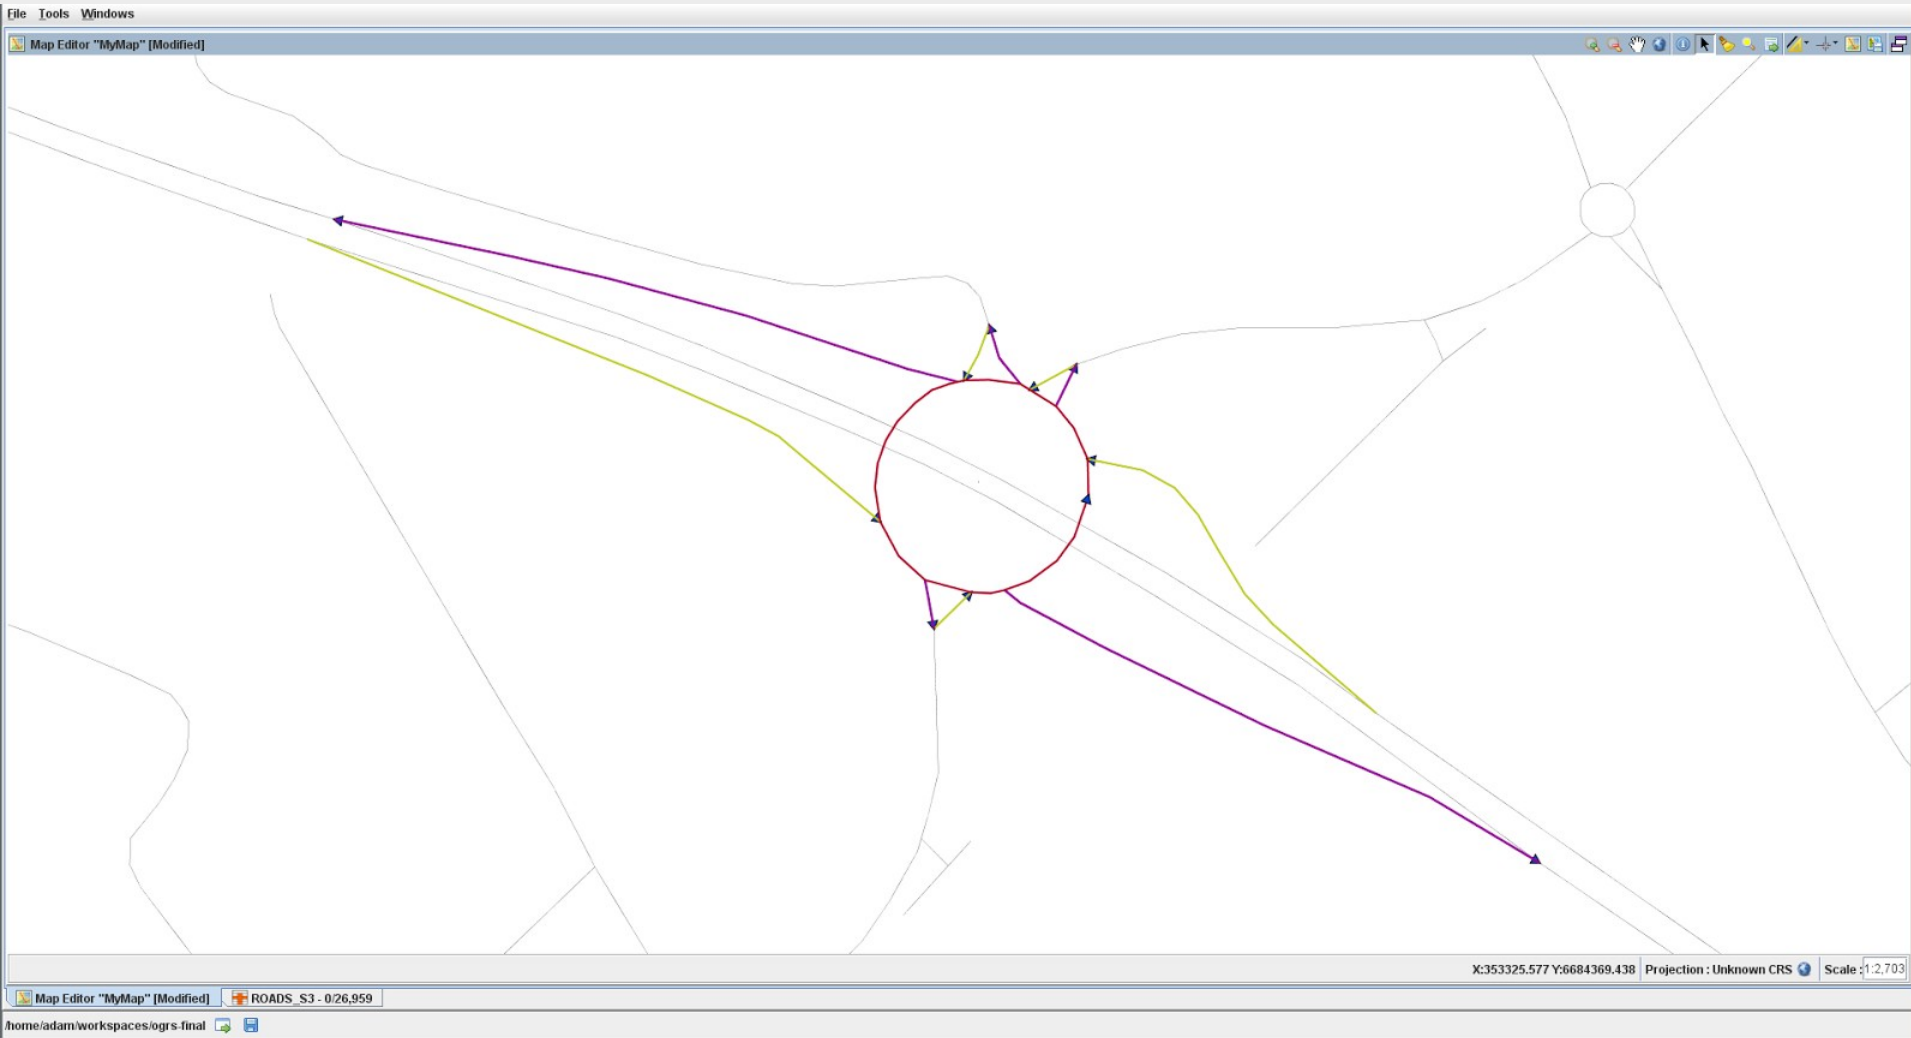 File Tools Windows
Map Editor "MyMap" [Modified]
X:353325.577 Y:6684369.438 Projection : Unknown CRS Scale : 1:2,703
Map Editor "MyMap" [Modified] ROADS_S3 - 0/26,959
/home/adam/workspaces/ogrs-final